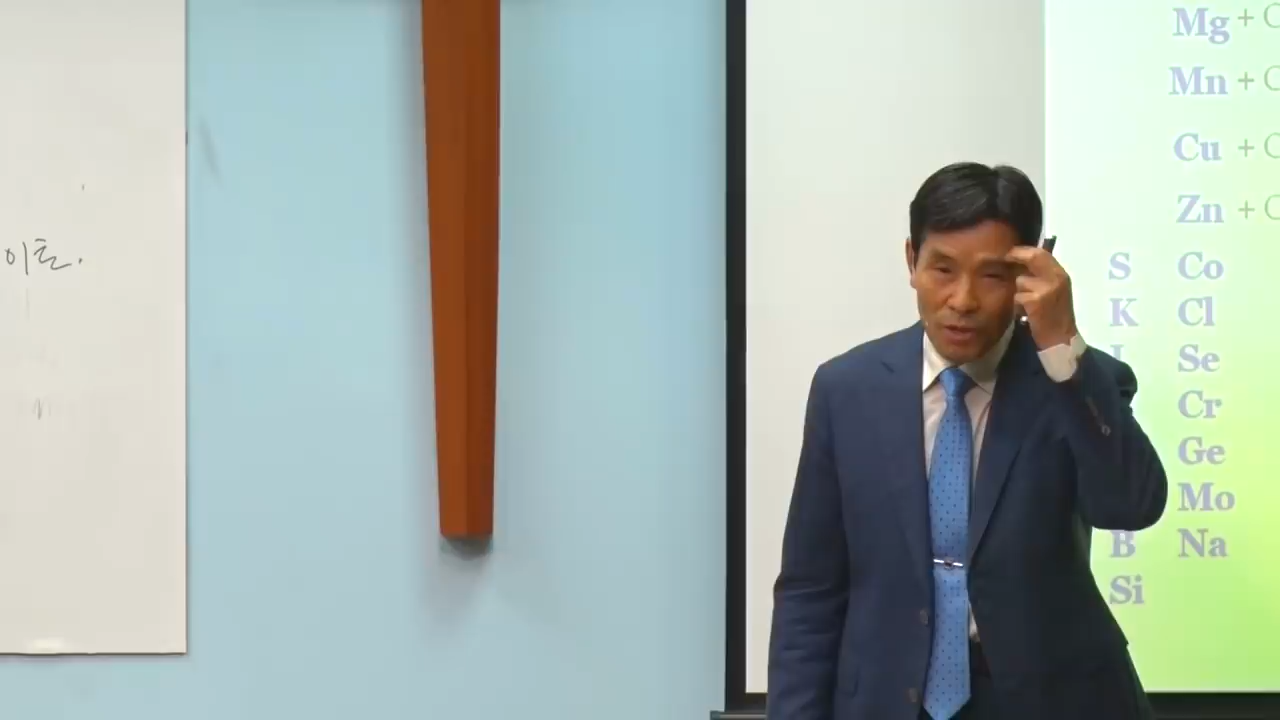 이론.
Mg + C
Mn + C
Cu + C
Zn + C
S Co
K Cl
I Se
Cr
Ge
Mo
B Na
Si